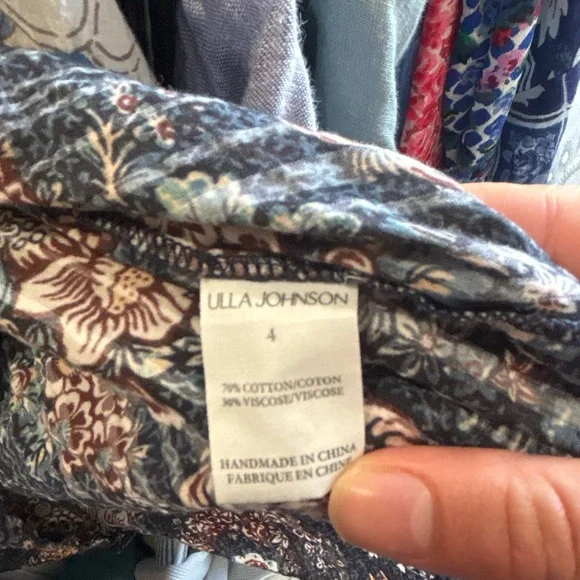 ULLA JOHNSON
4
70% COTTON/COTON
30% VISCOSE/VISCOSE
HANDMADE IN CHINA
FABRIQUE EN CHINE